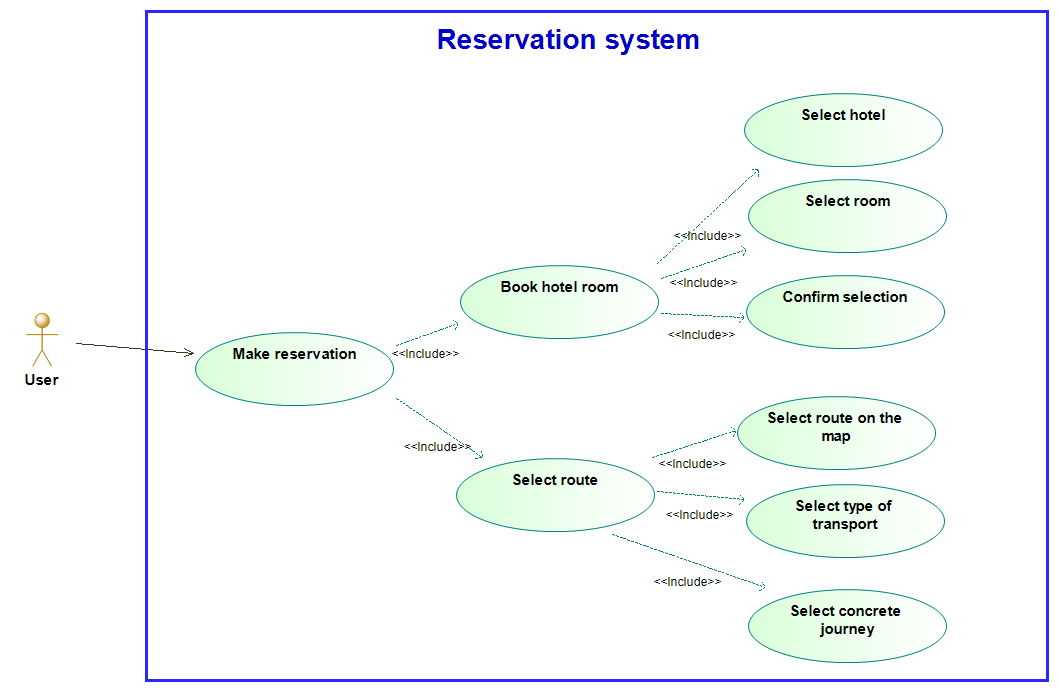 Reservation system
Select hotel
Select room
<<Include>>
Book hotel room
<<Include>>
Confirm selection
<<Include>>
Make reservation
<<Include>>
User
Select route on the
map
<<Include>>
<<Include>>
Select route
Select type of
transport
<<Include>>
<<Include>>
Select concrete
journey